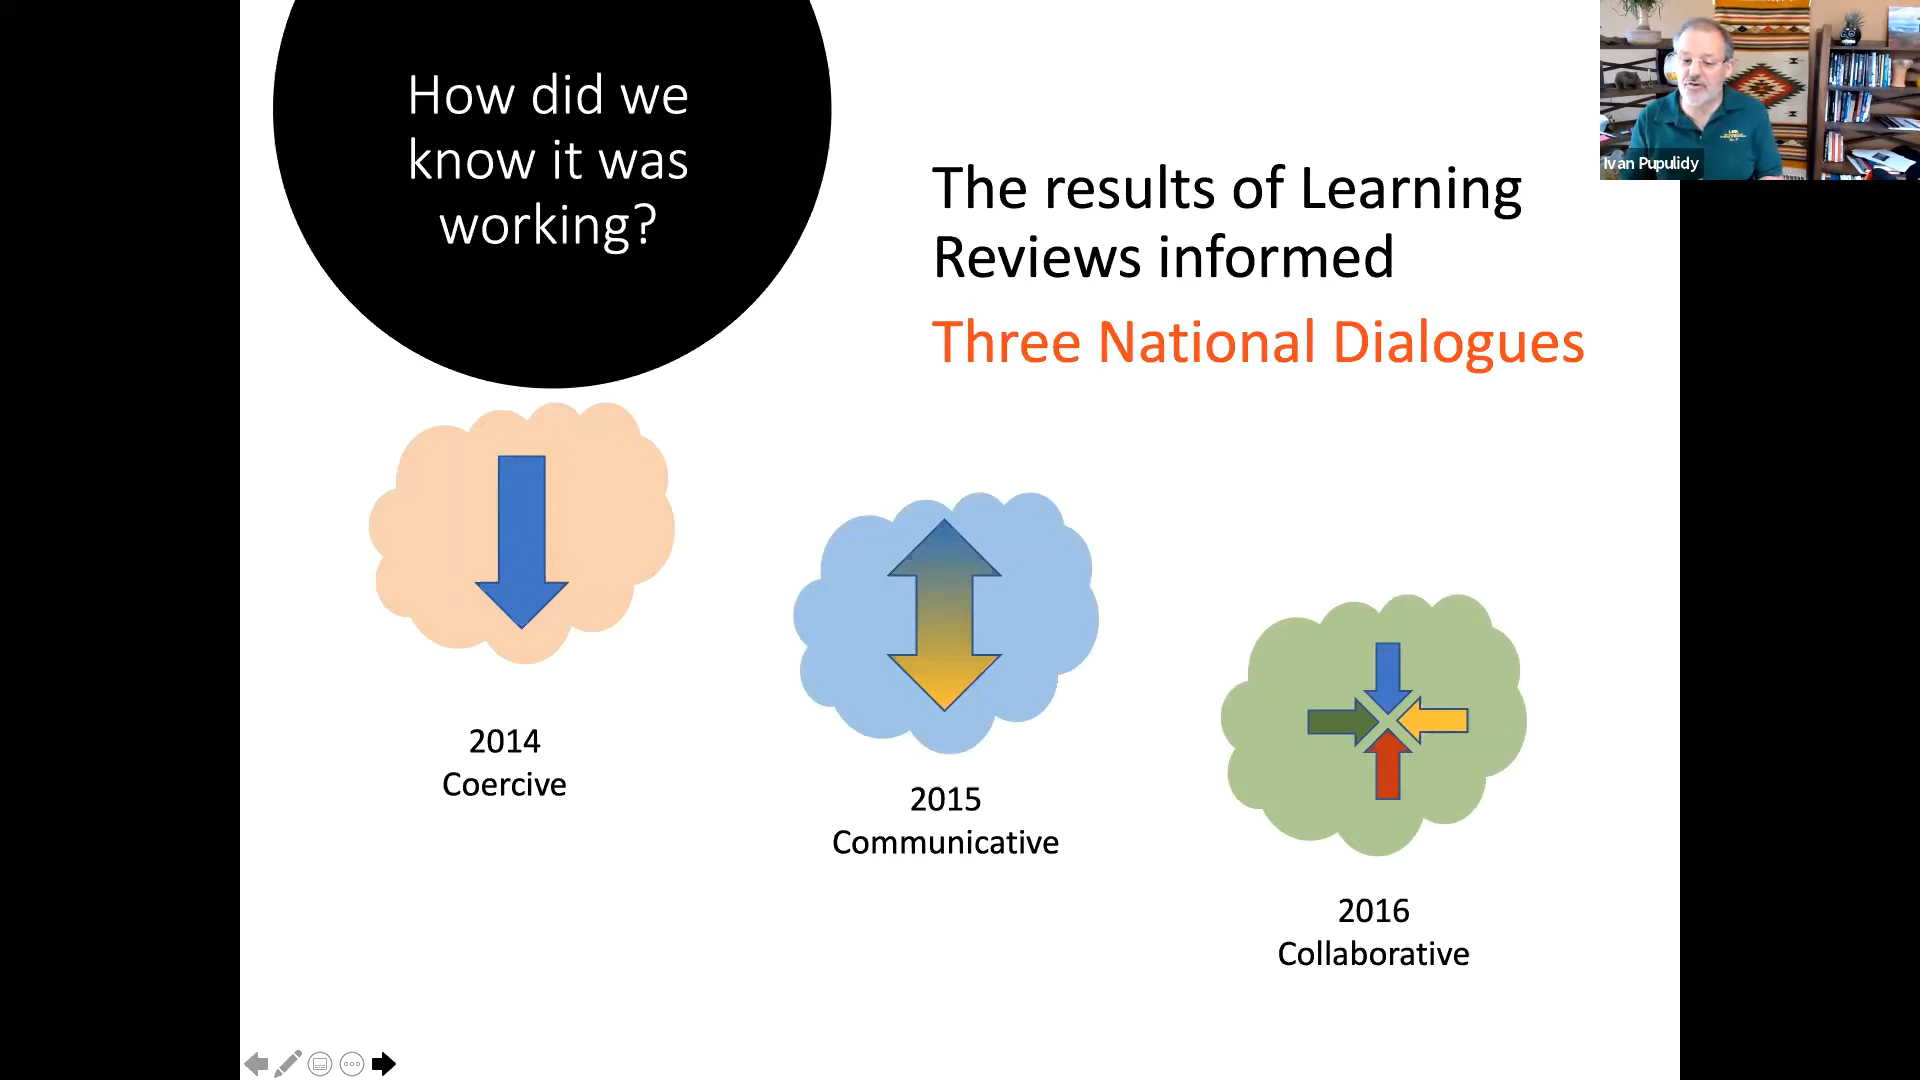 How did we
know it was
working?
The results of Learning
Reviews informed
Three National Dialogues
Ivan Pupulidy
2014
Coercive
2015
Communicative
2016
Collaborative